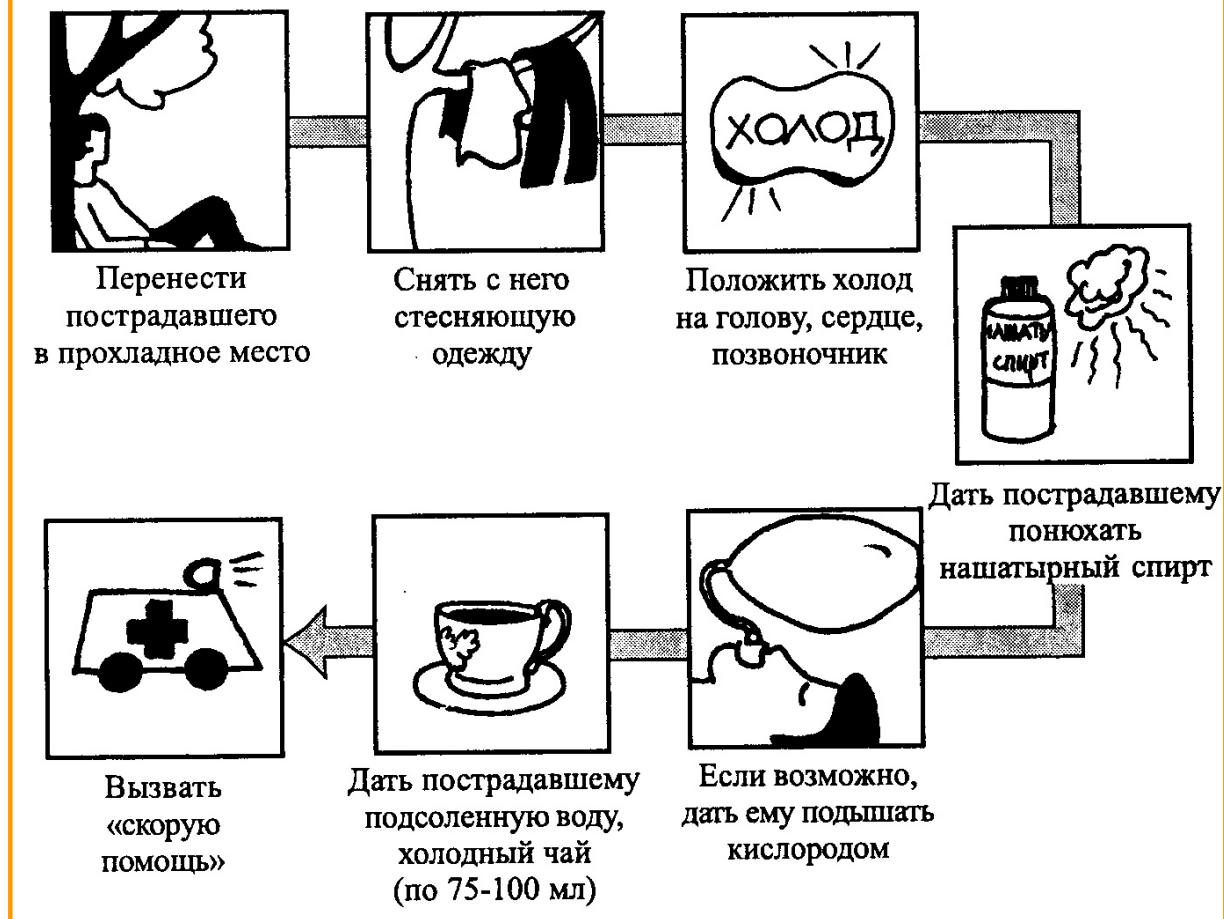 Перенести
пострадавшего
в прохладное место
Снять с него
стесняющую
одежду
ХОЛОД
Положить холод
на голову, сердце,
позвоночник
НАШАТЫ
СПИРТ
Дать пострадавшему
понюхать
нашатырный спирт
Если возможно,
дать ему подышать
кислородом
Дать пострадавшему
подсоленную воду,
холодный чай
(по 75-100 мл)
Вызвать
«скорую
помощь»